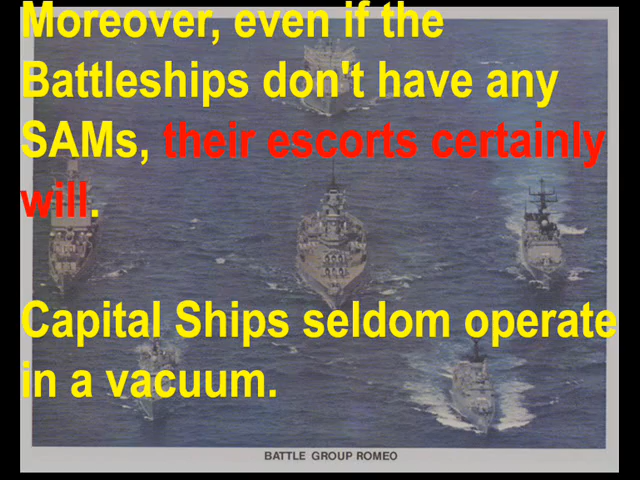 Moreover, even if the
Battleships don't have any
SAMs, their escorts certainly
will.
Capital Ships seldom operate
in a vacuum.
BATTLE GROUP ROMEO